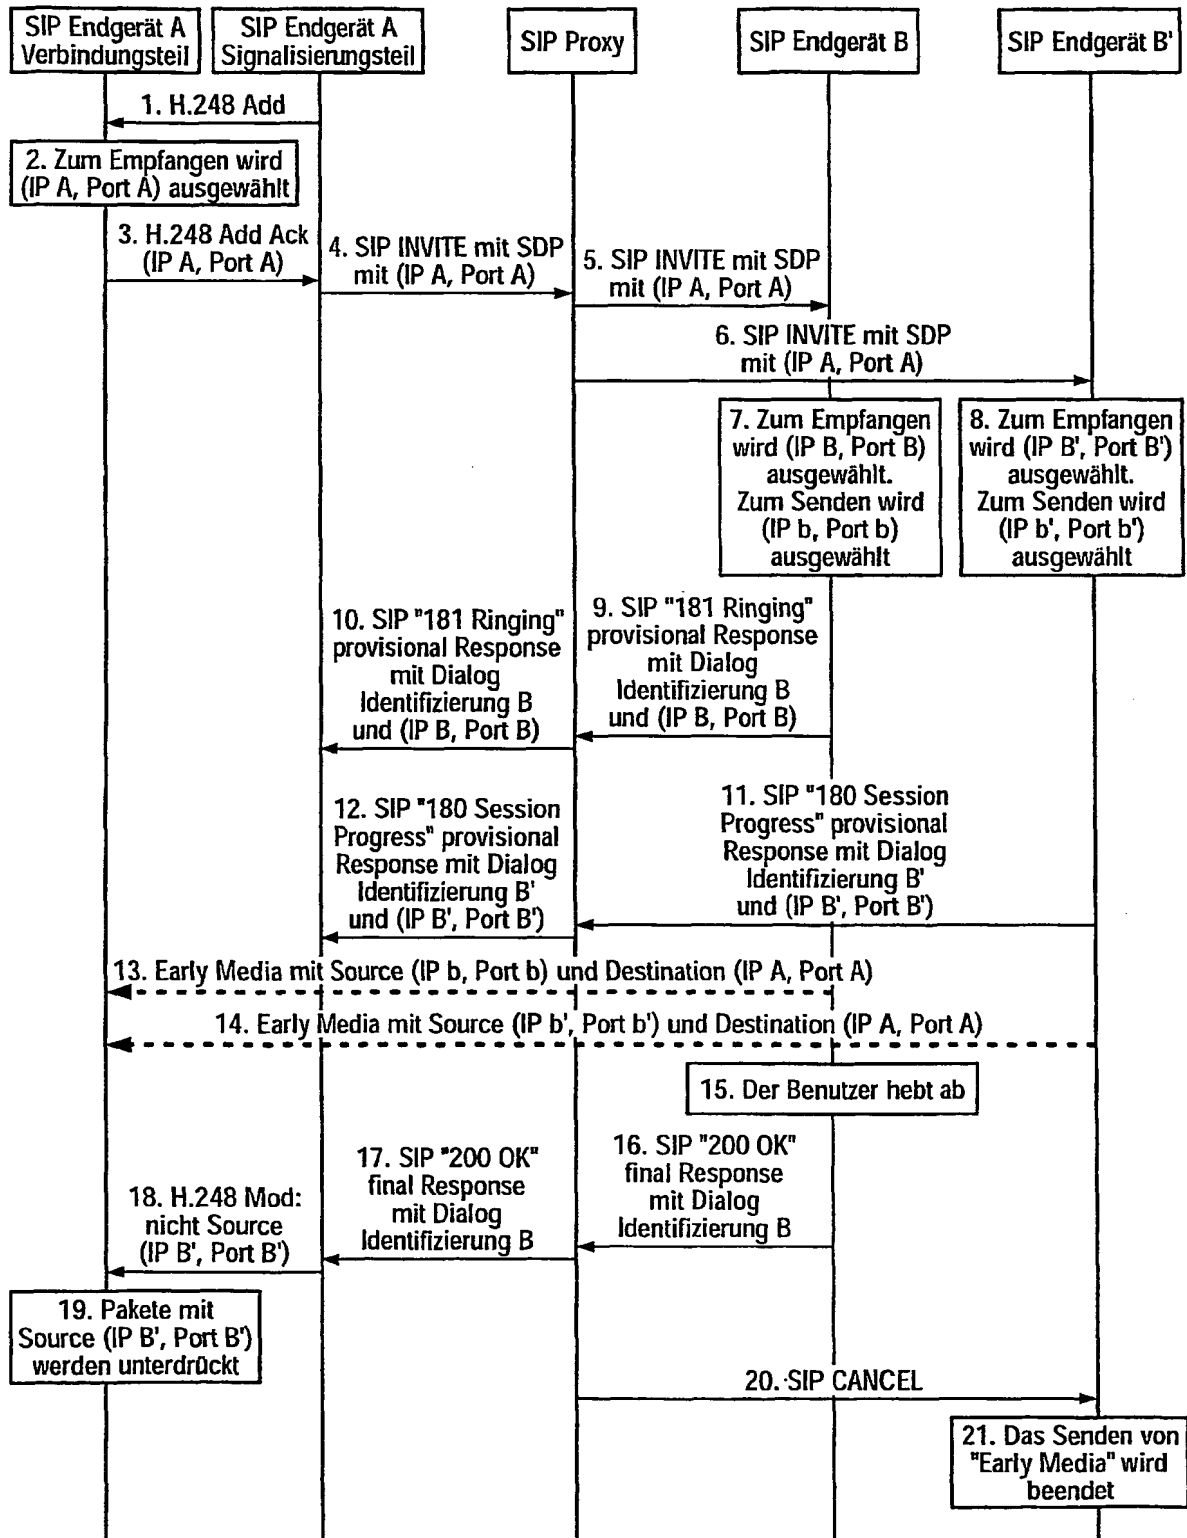 SIP Endgerät A
Verbindungsteil
SIP Endgerät A
Signalisierungsteil
SIP Proxy
SIP Endgerät B
SIP Endgerät B'
1. H.248 Add
2. Zum Empfangen wird
(IP A, Port A) ausgewählt
3. H.248 Add Ack
(IP A, Port A)
4. SIP INVITE mit SDP
mit (IP A, Port A)
5. SIP INVITE mit SDP
mit (IP A, Port A)
6. SIP INVITE mit SDP
mit (IP A, Port A)
7. Zum Empfangen
wird (IP B, Port B)
ausgewählt.
Zum Senden wird
(IP b, Port b)
ausgewählt
8. Zum Empfangen
wird (IP B', Port B')
ausgewählt.
Zum Senden wird
(IP b', Port b')
ausgewählt
9. SIP "181 Ringing"
provisional Response
mit Dialog
Identifizierung B
und (IP B, Port B)
10. SIP "181 Ringing"
provisional Response
mit Dialog
Identifizierung B
und (IP B, Port B)
11. SIP "180 Session
Progress" provisional
Response mit Dialog
Identifizierung B'
und (IP B', Port B')
12. SIP "180 Session
Progress" provisional
Response mit Dialog
Identifizierung B'
und (IP B', Port B')
13. Early Media mit Source (IP b, Port b) und Destination (IP A, Port A)
14. Early Media mit Source (IP b', Port b') und Destination (IP A, Port A)
15. Der Benutzer hebt ab
16. SIP "200 OK"
final Response
mit Dialog
Identifizierung B
17. SIP "200 OK"
final Response
mit Dialog
Identifizierung B
18. H.248 Mod:
nicht Source
(IP B', Port B')
19. Pakete mit
Source (IP B', Port B')
werden unterdrückt
20. SIP CANCEL
21. Das Senden von
"Early Media" wird
beendet